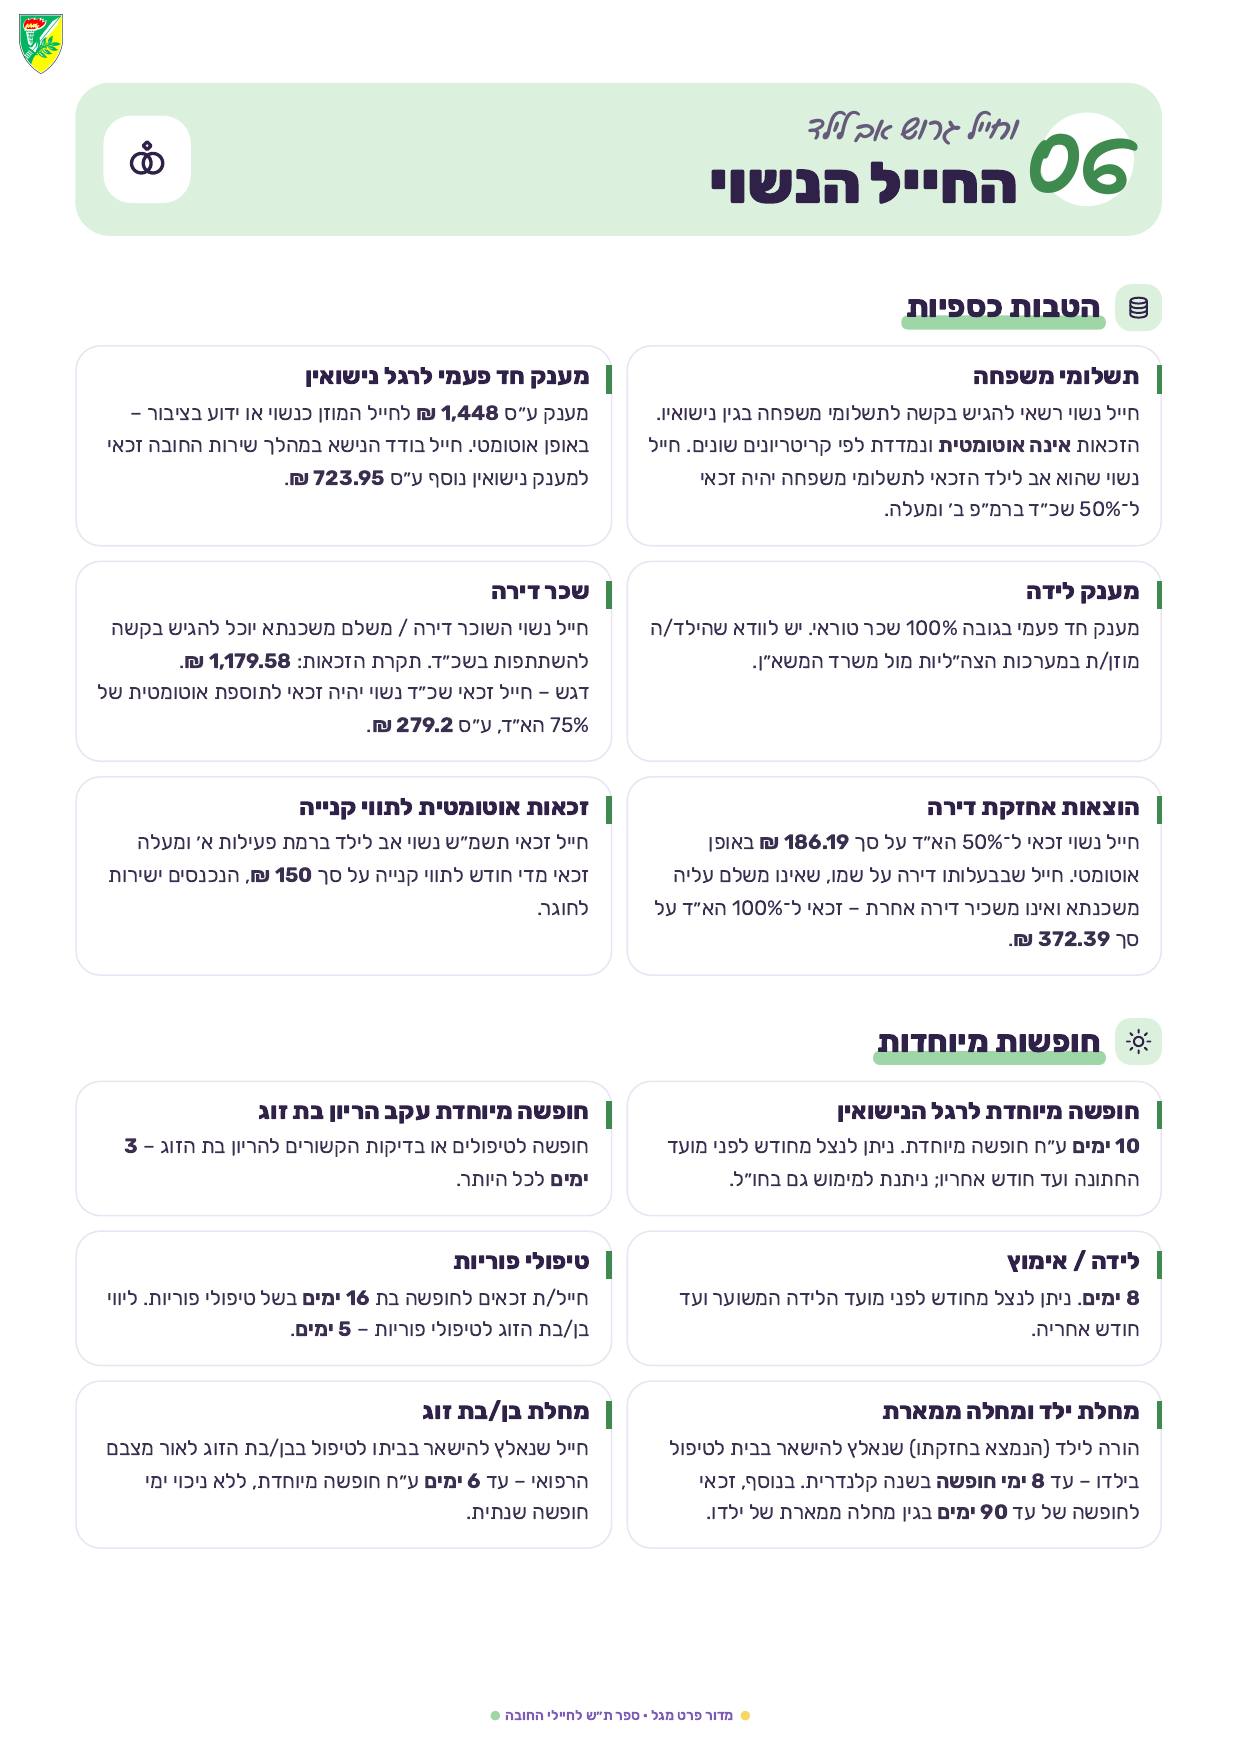 06
וחייל גרוש אב לילד
החייל הנשוי
הטבות כספיות
תשלומי משפחה
חייל נשוי רשאי להגיש בקשה לתשלומי משפחה בגין נישואיו.
הזכאות אינה אוטומטית ונמדדת לפי קריטריונים שונים. חייל
נשוי שהוא אב לילד הזכאי לתשלומי משפחה יהיה זכאי
ל־50% שכ״ד ברמ״פ ב׳ ומעלה.
מענק חד פעמי לרגל נישואין
מענק ע״ס 1,448 ₪ לחייל המוזן כנשוי או ידוע בציבור –
באופן אוטומטי. חייל בודד הנישא במהלך שירות החובה זכאי
למענק נישואין נוסף ע״ס 723.95 ₪.
מענק לידה
מענק חד פעמי בגובה 100% שכר טוראי. יש לוודא שהילד/ה
מוזן/ת במערכות הצה״ליות מול משרד המשא״ן.
שכר דירה
חייל נשוי השוכר דירה / משלם משכנתא יוכל להגיש בקשה
להשתתפות בשכ״ד. תקרת הזכאות: 1,179.58 ₪.
דגש – חייל זכאי שכ״ד נשוי יהיה זכאי לתוספת אוטומטית של
75% הא״ד, ע״ס 279.2 ₪.
הוצאות אחזקת דירה
חייל נשוי זכאי ל־50% הא״ד על סך 186.19 ₪ באופן
אוטומטי. חייל שבבעלותו דירה על שמו, שאינו משלם עליה
משכנתא ואינו משכיר דירה אחרת – זכאי ל־100% הא״ד על
סך 372.39 ₪.
זכאות אוטומטית לתווי קנייה
חייל זכאי תשמ״ש נשוי אב לילד ברמת פעילות א׳ ומעלה
זכאי מדי חודש לתווי קנייה על סך 150 ₪, הנכנסים ישירות
לחוגר.
חופשות מיוחדות
חופשה מיוחדת לרגל הנישואין
10 ימים ע״ח חופשה מיוחדת. ניתן לנצל מחודש לפני מועד
החתונה ועד חודש אחריו; ניתנת למימוש גם בחו״ל.
חופשה מיוחדת עקב הריון בת זוג
חופשה לטיפולים או בדיקות הקשורים להריון בת הזוג – 3
ימים לכל היותר.
לידה / אימוץ
8 ימים. ניתן לנצל מחודש לפני מועד הלידה המשוער ועד
חודש אחריה.
טיפולי פוריות
חייל/ת זכאים לחופשה בת 16 ימים בשל טיפולי פוריות. ליווי
בן/בת הזוג לטיפולי פוריות – 5 ימים.
מחלת ילד ומחלה ממארת
הורה לילד (הנמצא בחזקתו) שנאלץ להישאר בבית לטיפול
בילדו – עד 8 ימי חופשה בשנה קלנדרית. בנוסף, זכאי
לחופשה של עד 90 ימים בגין מחלה ממארת של ילדו.
מחלת בן/בת זוג
חייל שנאלץ להישאר בביתו לטיפול בבן/בת הזוג לאור מצבם
הרפואי – עד 6 ימים ע״ח חופשה מיוחדת, ללא ניכוי ימי
חופשה שנתית.
מדור פרט מגל • ספר ת״ש לחיילי החובה